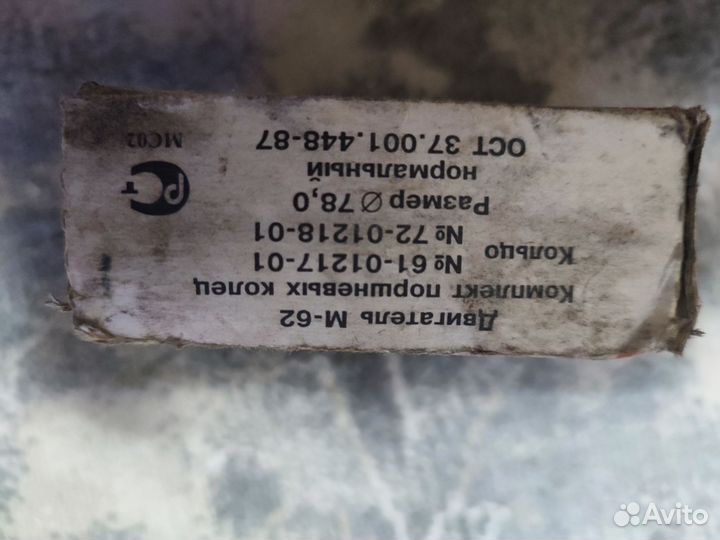 Двигатель М-62
Комплект поршневых колец
№ 61-01217-01
Кольцо
№ 72-01218-01
Размер Ø 78,0
нормальный
ОСТ 37.001.448-87
РСТ
МС02
Avito